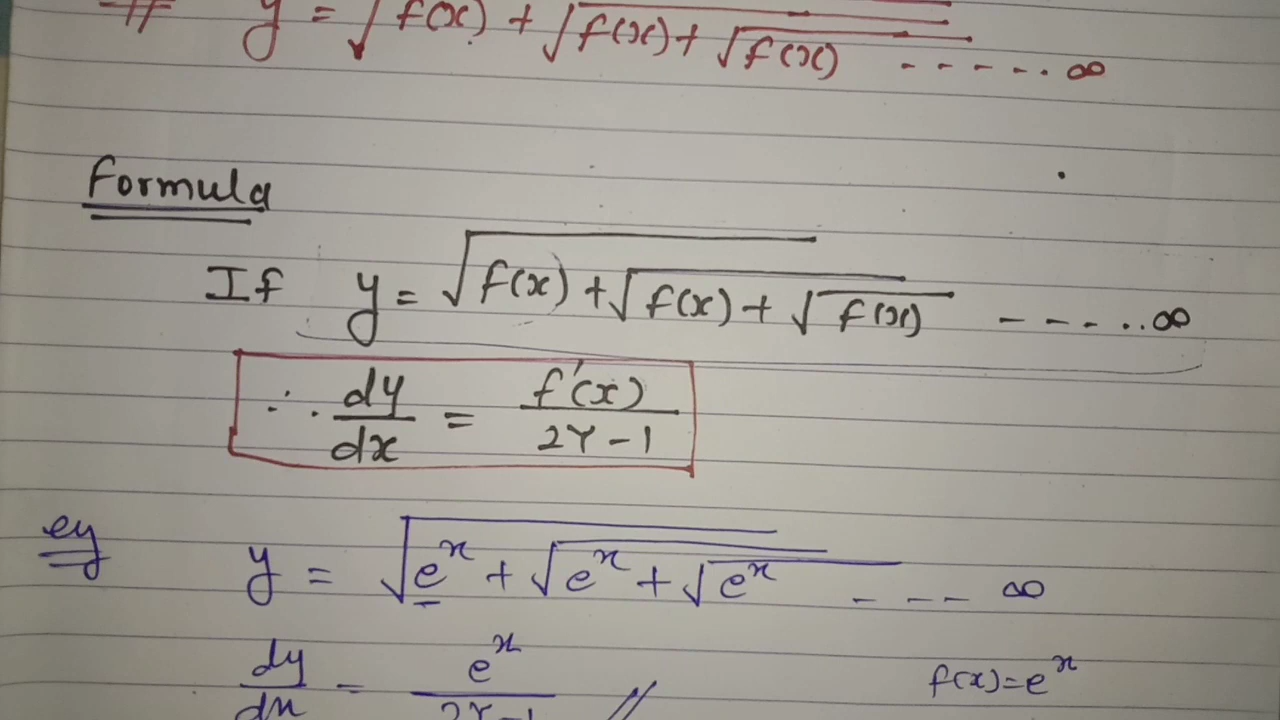 # y = √f(x) + √f(x) + √f(x) - - - - - . ∞
Formula
If y = √f(x) + √f(x) + √f(x) - - - - . . ∞
∴ dy/dx = f'(x)/2Y-1
eg y = √e^x + √e^x + √e^x - - - - ∞
dy/dx = e^x/2Y-1 //
f(x)=e^x